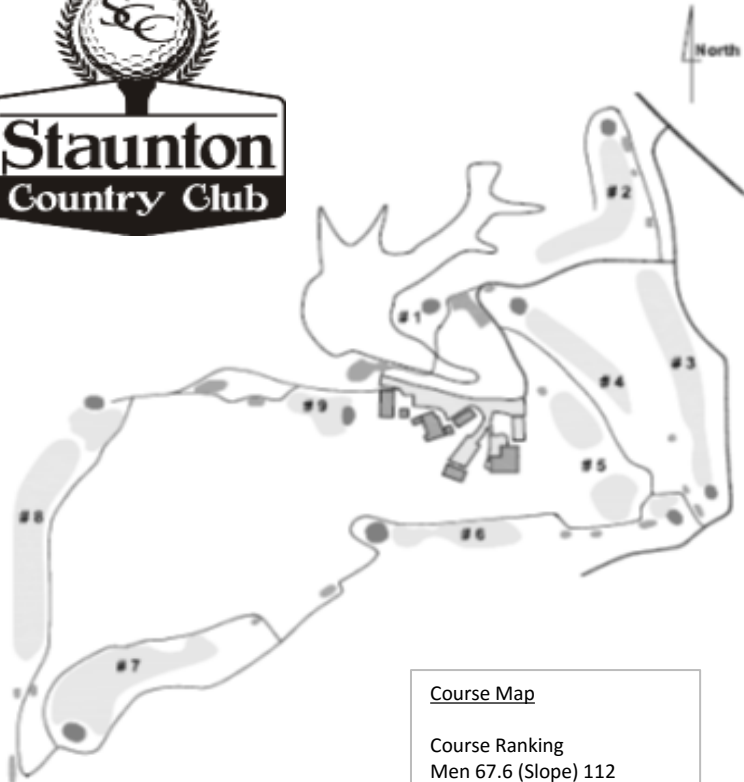 SCC
Staunton
Country Club
North
# 2
# 1
# 3
# 4
# 9
# 5
# 8
# 6
# 7
Course Map
Course Ranking
Men 67.6 (Slope) 112